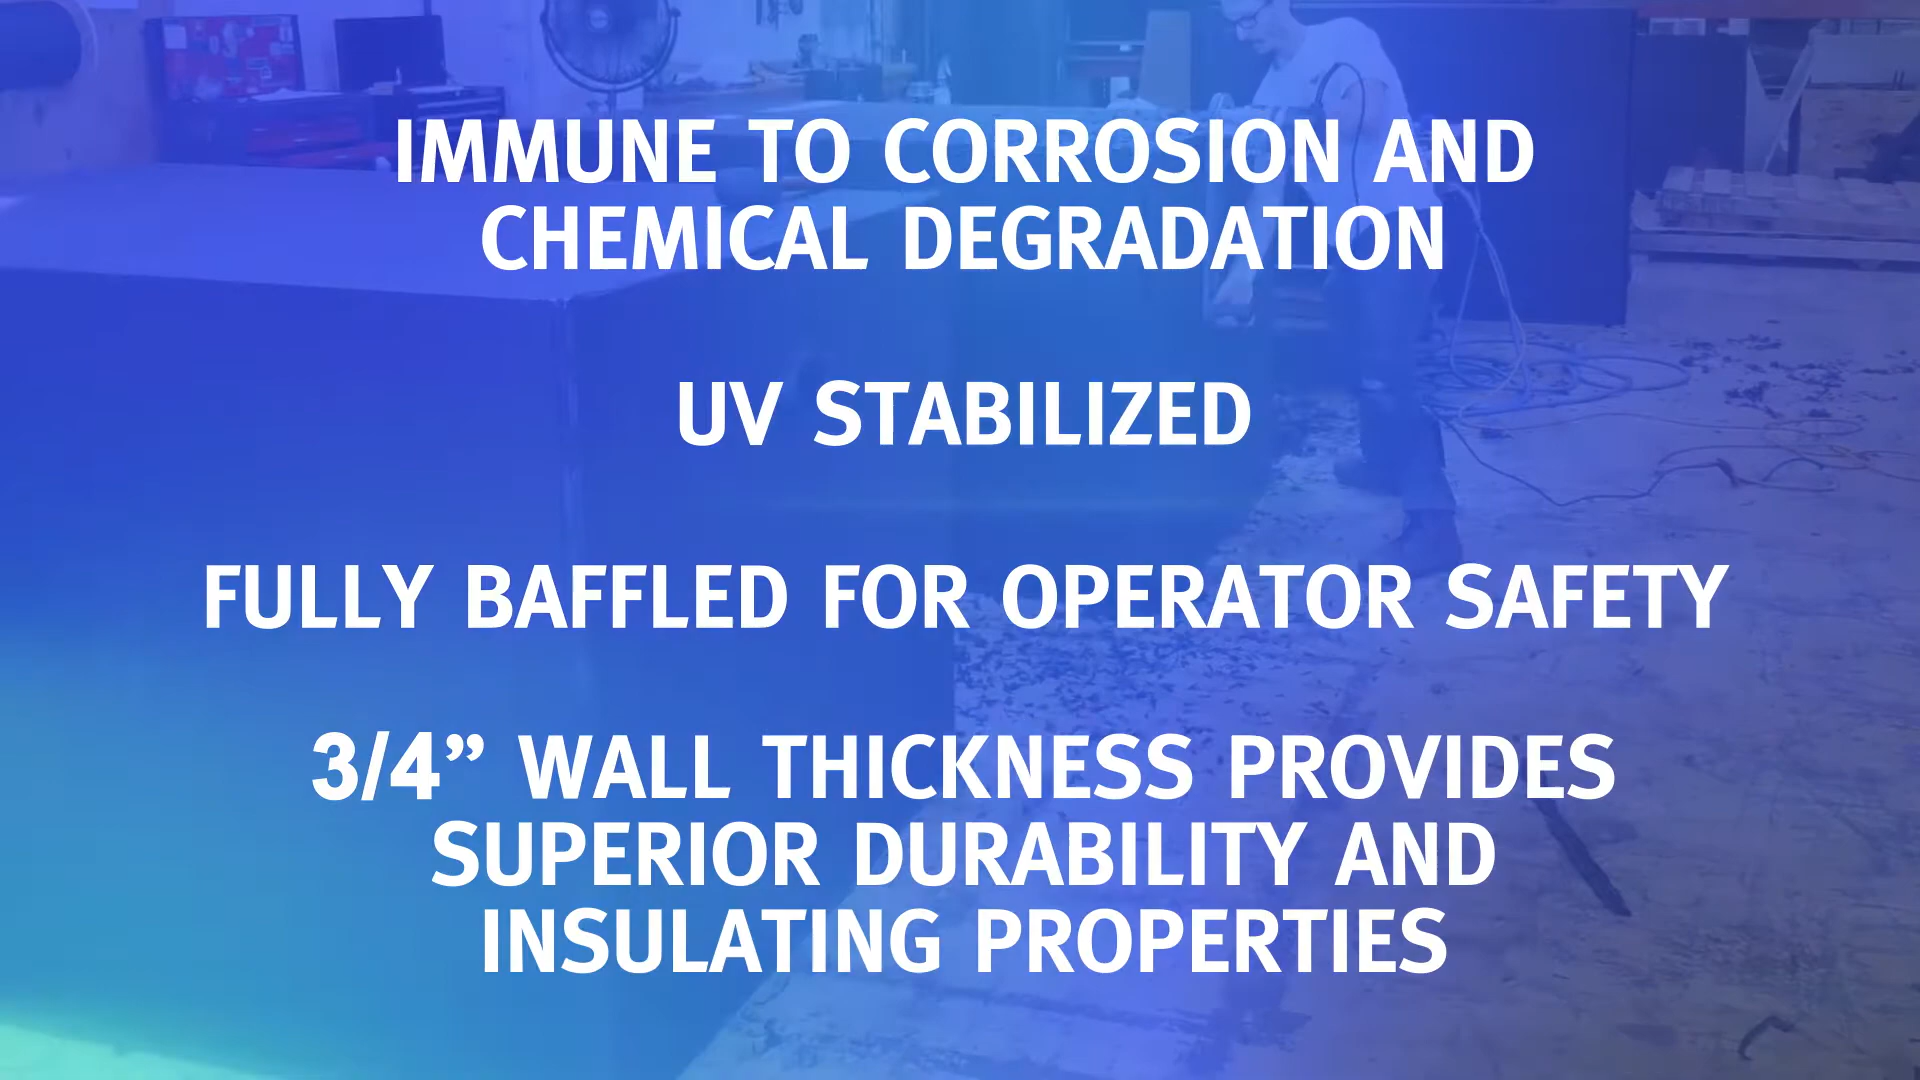 IMMUNE TO CORROSION AND
CHEMICAL DEGRADATION
UV STABILIZED
FULLY BAFFLED FOR OPERATOR SAFETY
3/4” WALL THICKNESS PROVIDES
SUPERIOR DURABILITY AND
INSULATING PROPERTIES